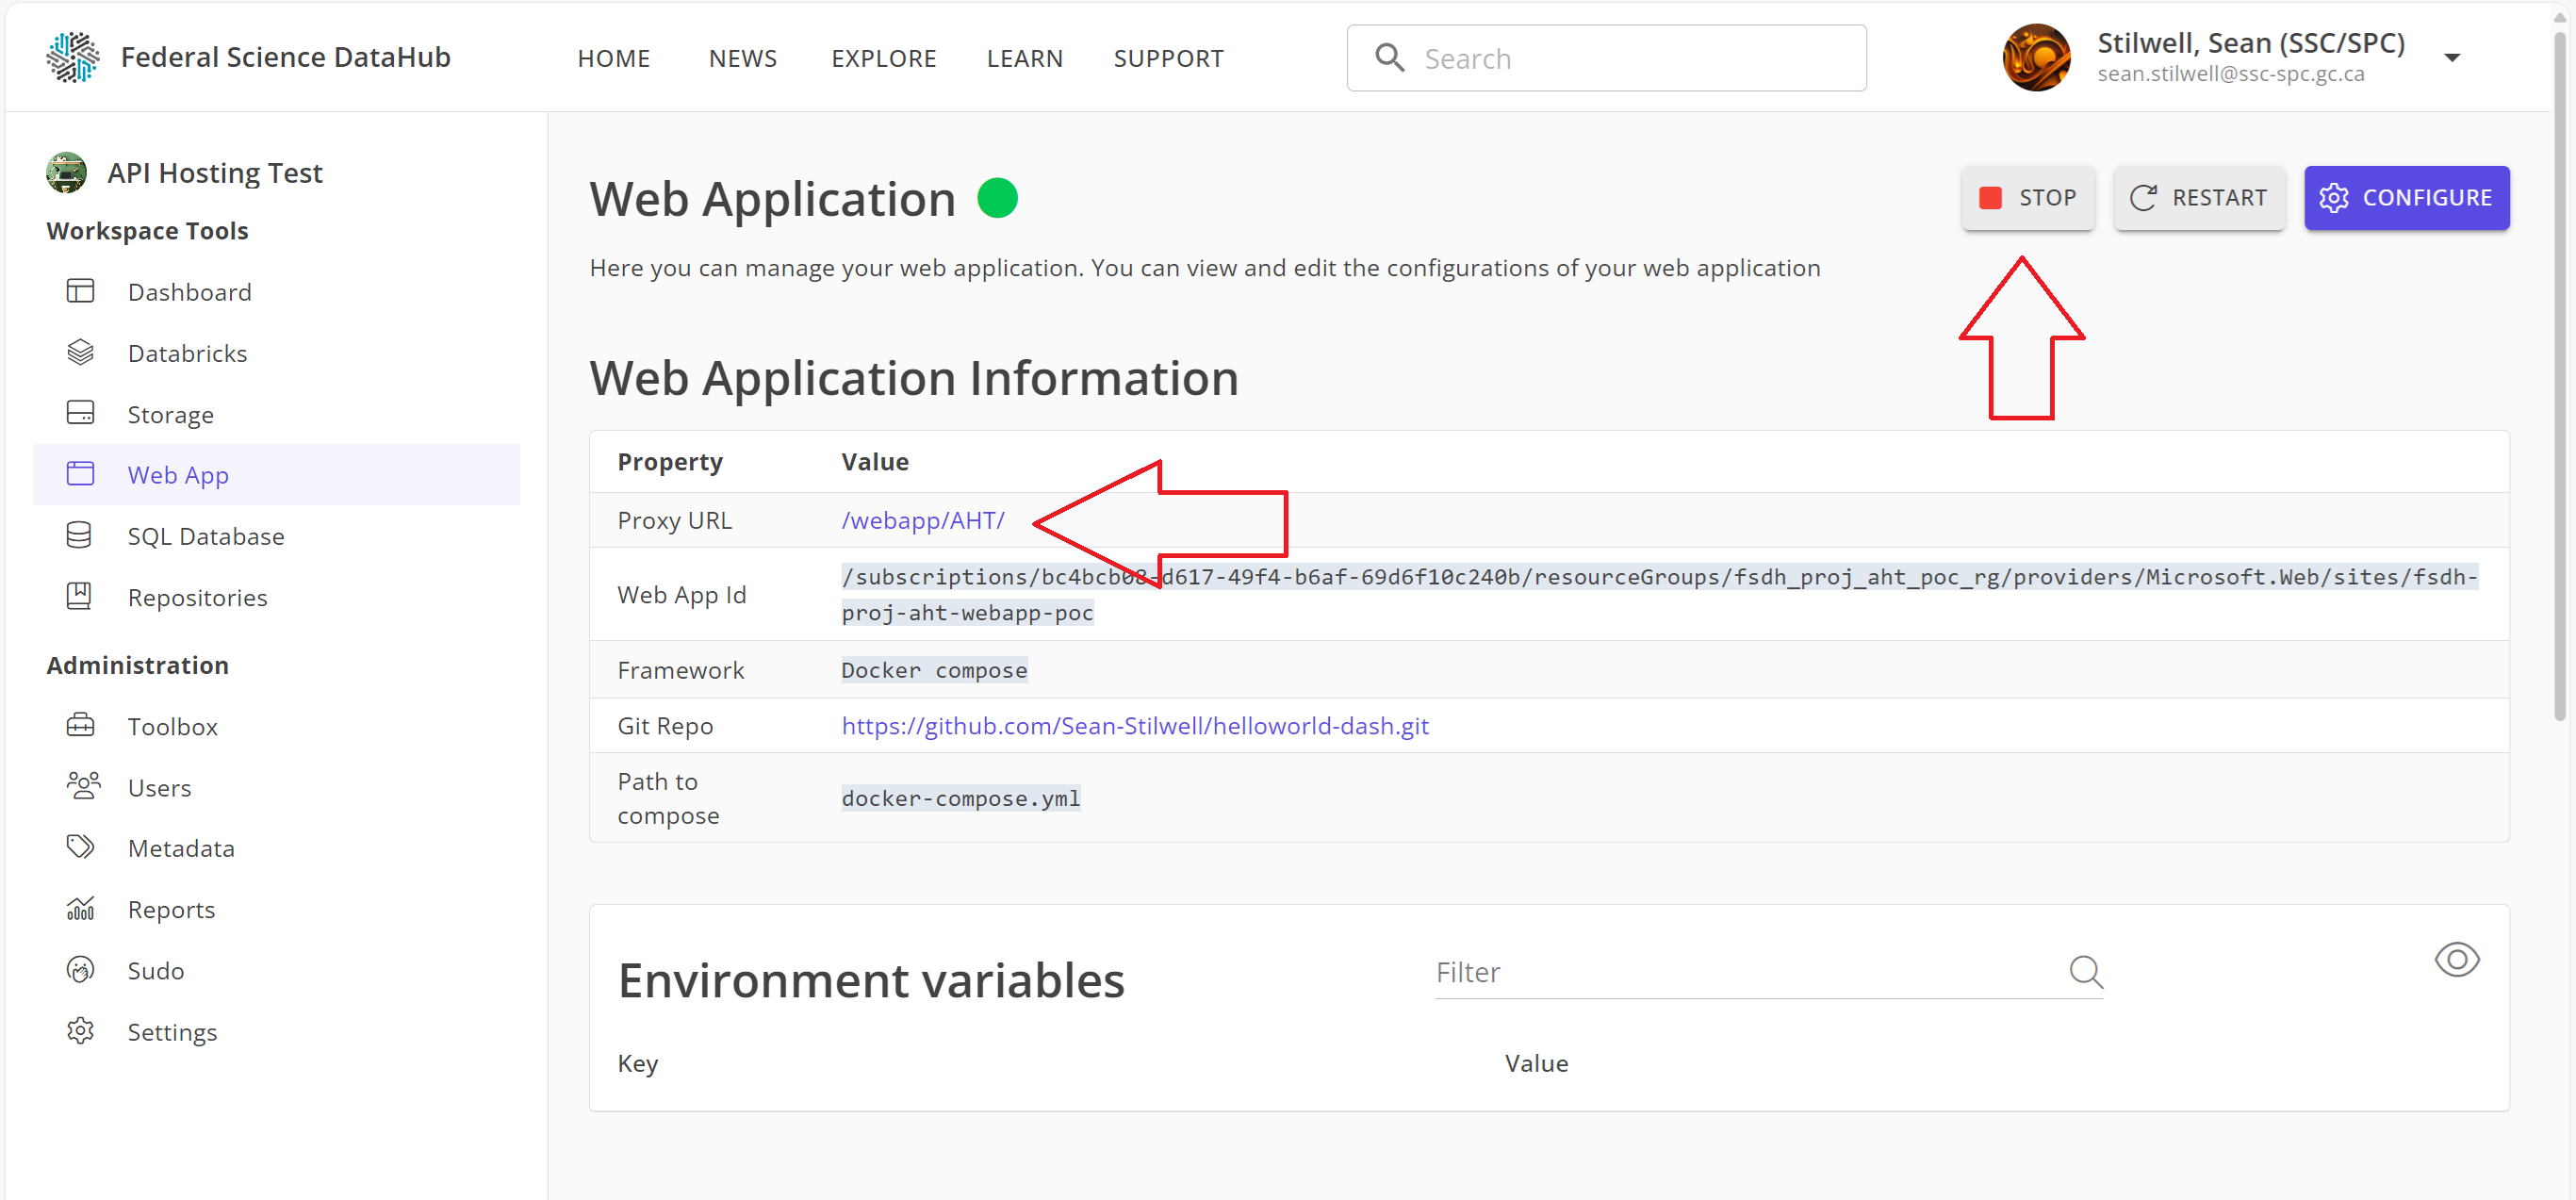 Federal Science DataHub
HOME
NEWS
EXPLORE
LEARN
SUPPORT
Search
Stilwell, Sean (SSC/SPC)
sean.stilwell@ssc-spc.gc.ca
API Hosting Test
Workspace Tools
Dashboard
Databricks
Storage
Web App
SQL Database
Repositories
Administration
Toolbox
Users
Metadata
Reports
Sudo
Settings
Web Application
STOP
RESTART
CONFIGURE
Here you can manage your web application. You can view and edit the configurations of your web application
Web Application Information
Property Value
Proxy URL /webapp/AHT/
Web App Id /subscriptions/bc4bcb08-d617-49f4-b6af-69d6f10c240b/resourceGroups/fsdh_proj_aht_poc_rg/providers/Microsoft.Web/sites/fsdh-
proj-aht-webapp-poc
Framework Docker compose
Git Repo https://github.com/Sean-Stilwell/helloworld-dash.git
Path to
compose
docker-compose.yml
Environment variables
Filter
Key Value